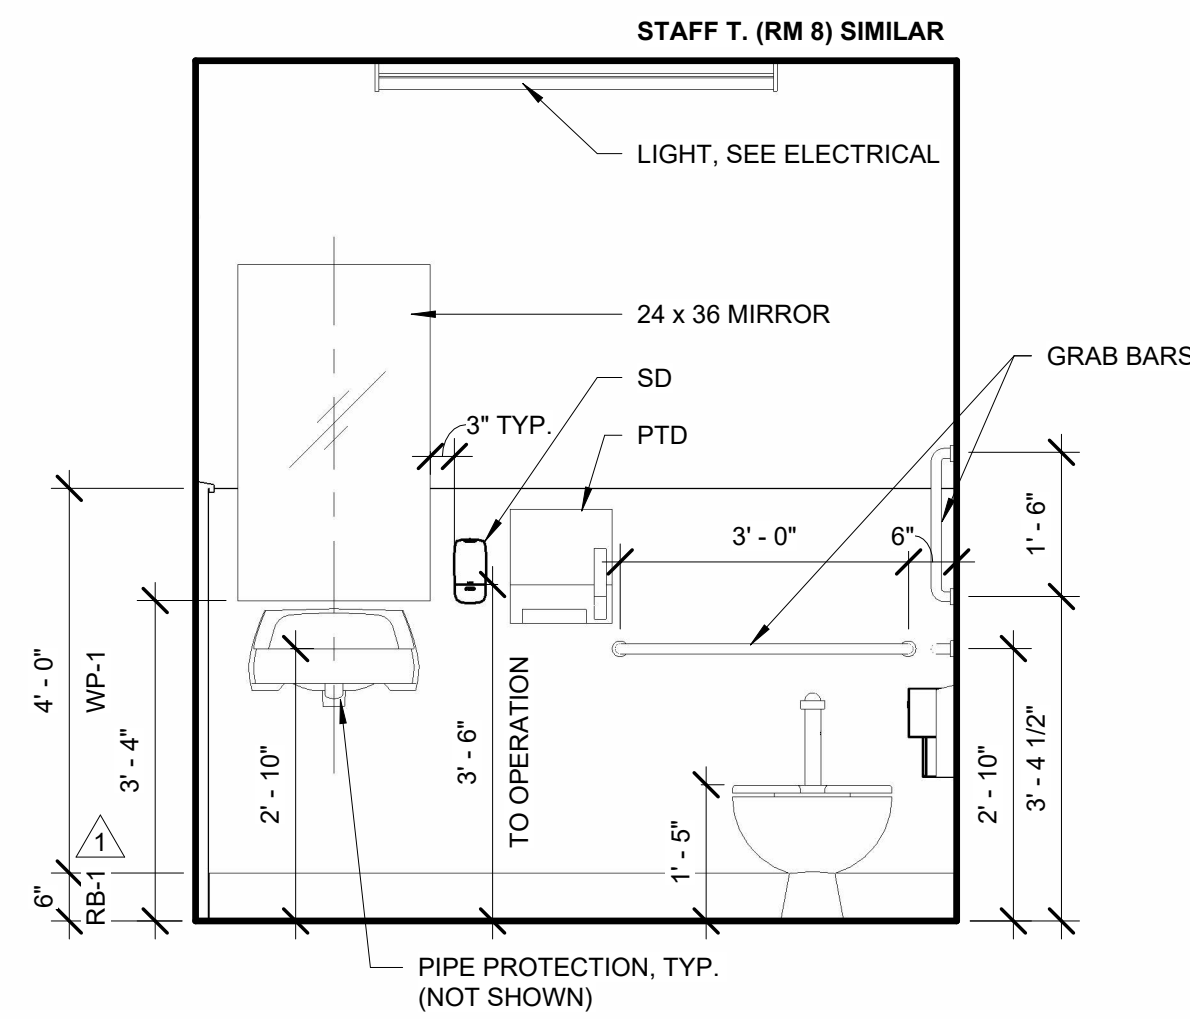 STAFF T. (RM 8) SIMILAR
LIGHT, SEE ELECTRICAL
24 x 36 MIRROR
GRAB BARS
SD
3" TYP.
PTD
3' - 0"
6"
1' - 6"
4' - 0"
WP-1
3' - 4"
2' - 10"
3' - 6"
TO OPERATION
1' - 5"
2' - 10"
3' - 4 1/2"
1
6"
RB-1
PIPE PROTECTION, TYP.
(NOT SHOWN)